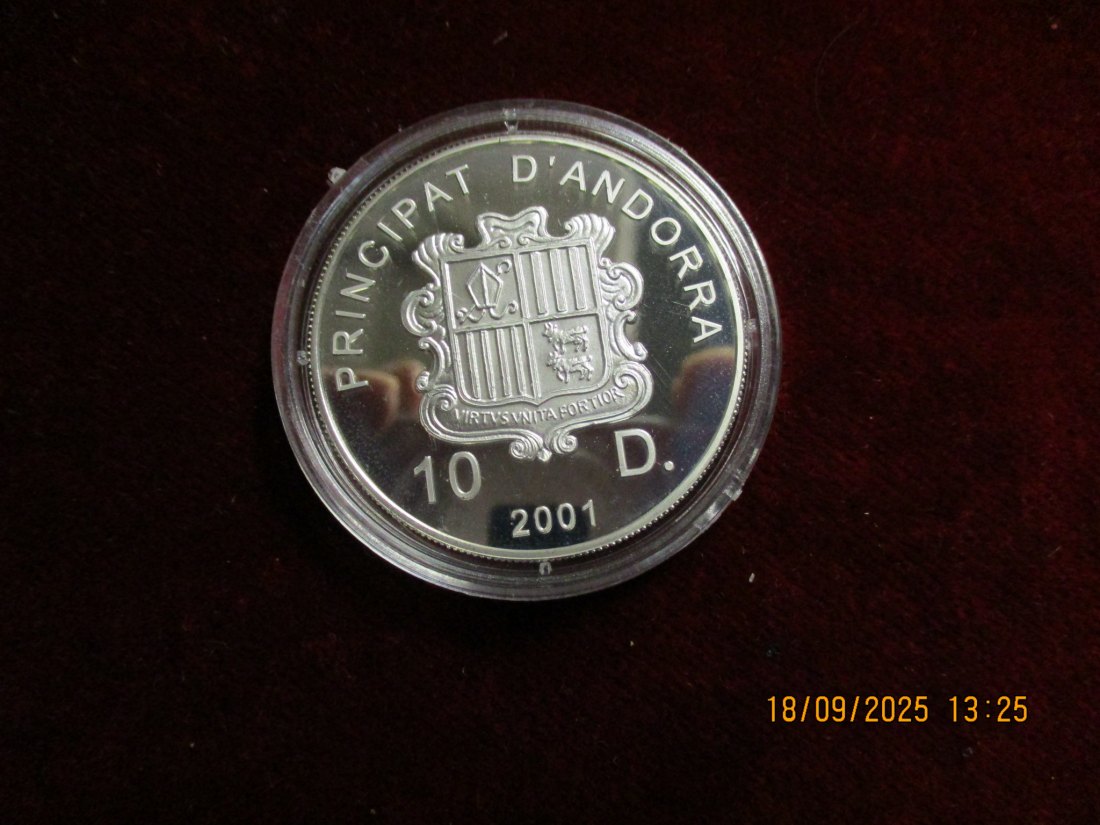 PRINCIPAT D'ANDORRA
VIRTVS VNITA FORTIOR
10 D.
2001
18/09/2025 13:25